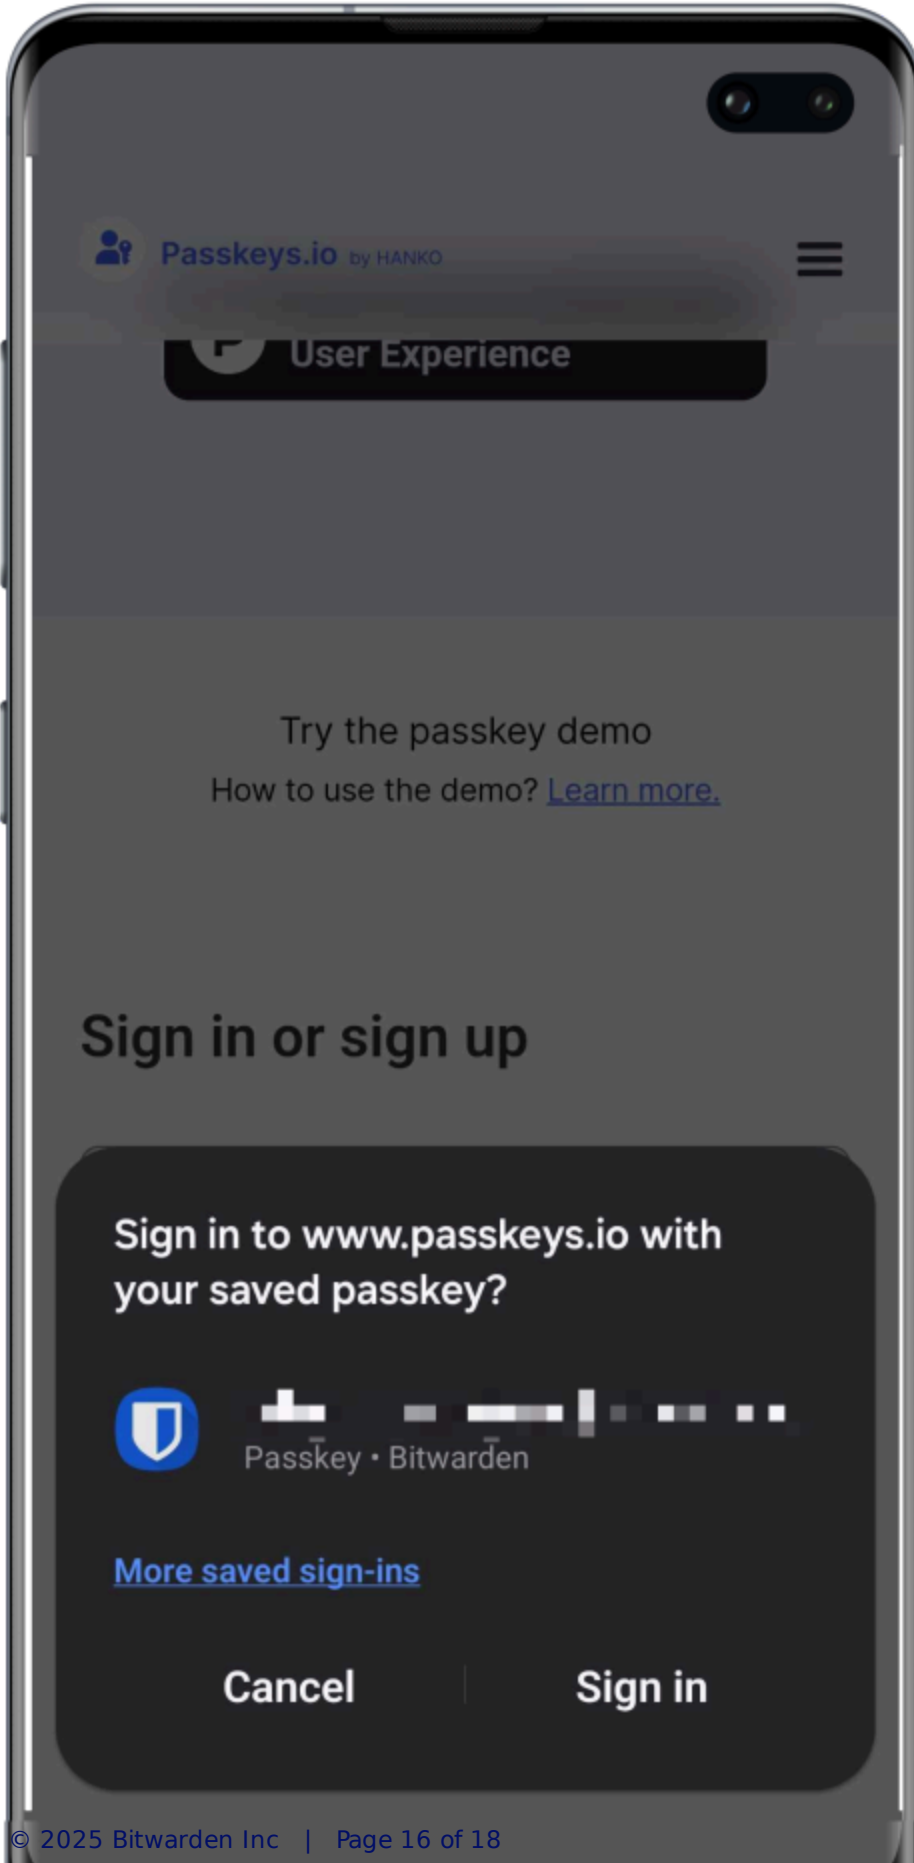 Passkeys.io by HANKO
User Experience
Try the passkey demo
How to use the demo? Learn more.
Sign in or sign up
Sign in to www.passkeys.io with
your saved passkey?
Passkey • Bitwarden
More saved sign-ins
Cancel | Sign in
© 2025 Bitwarden Inc | Page 16 of 18